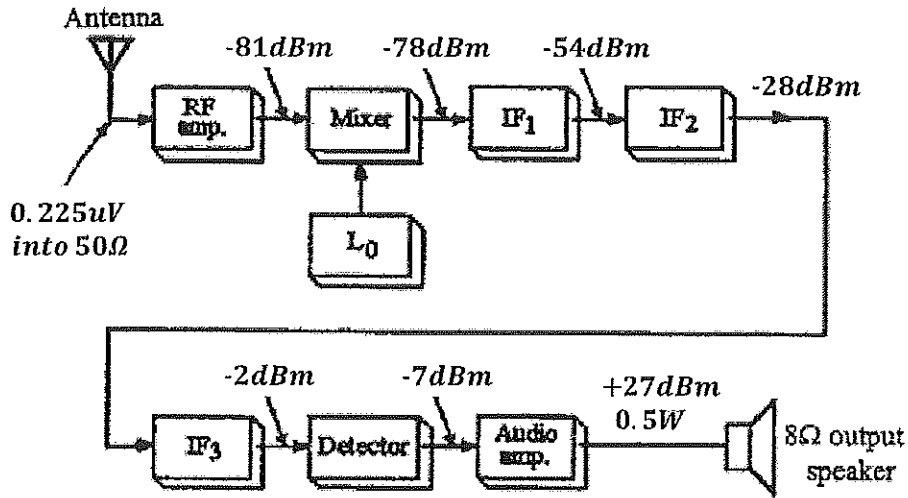 Antenna
-81dBm
-78dBm
-54dBm
-28dBm
RF
amp.
Mixer
IF₁
IF₂
0.225uV
into 50Ω
L₀
-2dBm
-7dBm
+27dBm
0.5W
IF₃
Detector
Audio
amp.
8Ω output
speaker